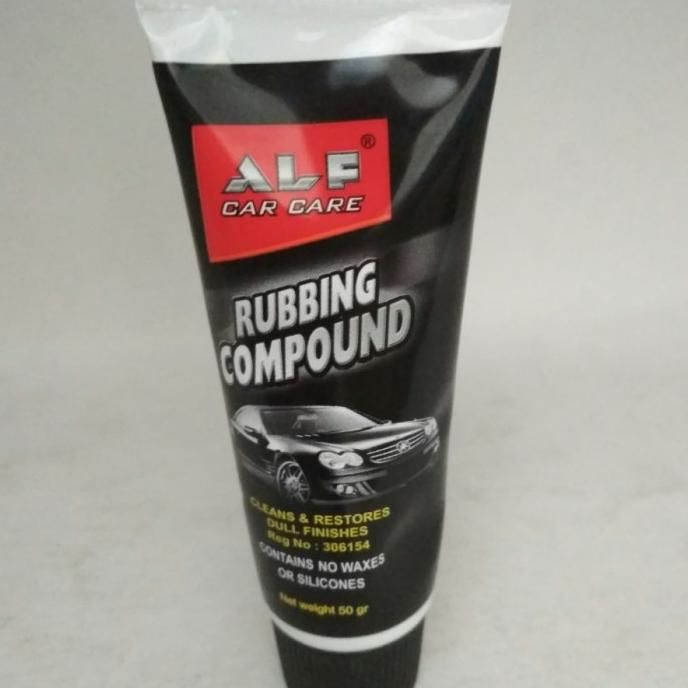 ALF®
CAR CARE
RUBBING
COMPOUND
CLEANS & RESTORES
DULL FINISHES
Reg No : 306154
CONTAINS NO WAXES
OR SILICONES
Net weight 50 gr